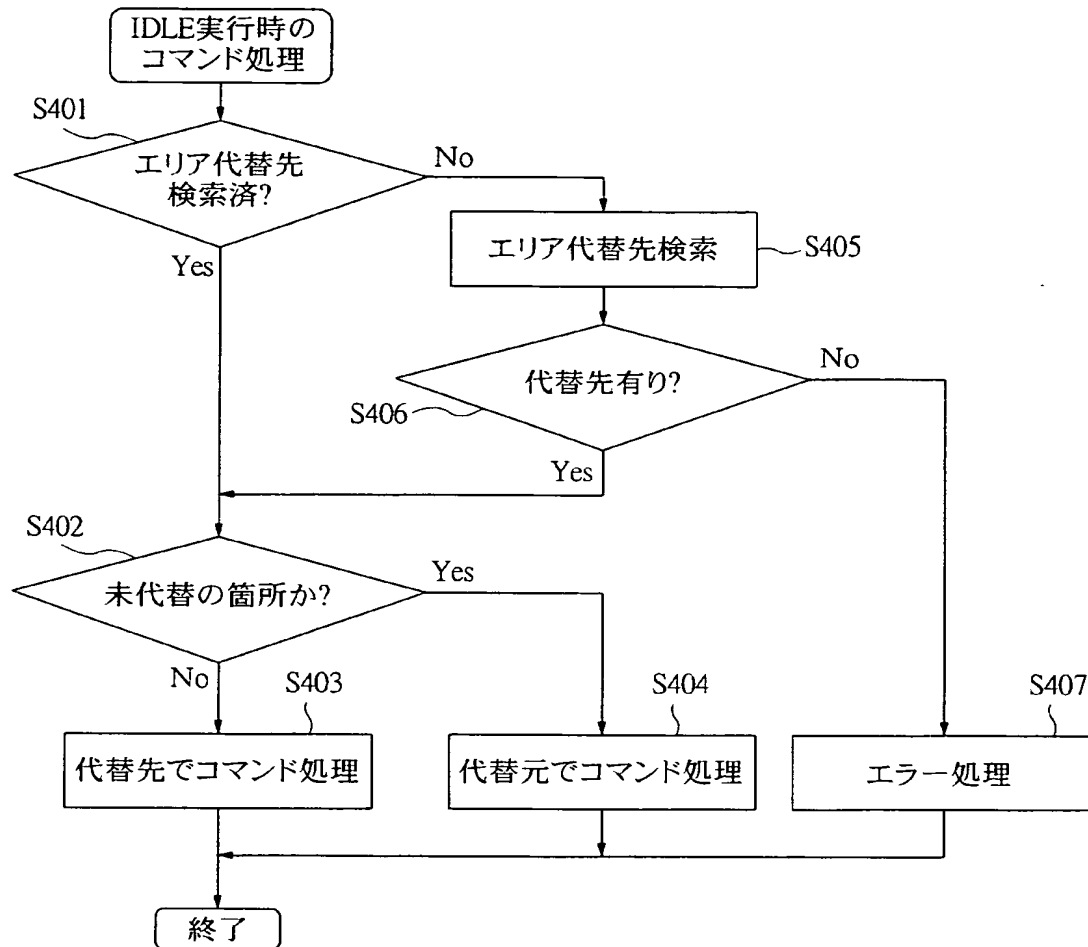 IDLE実行時の
コマンド処理
S401
エリア代替先
検索済?
No
Yes
エリア代替先検索
S405
代替先有り?
No
S406
Yes
S402
未代替の箇所か?
Yes
No
S403
S404
S407
代替先でコマンド処理
代替元でコマンド処理
エラー処理
終了